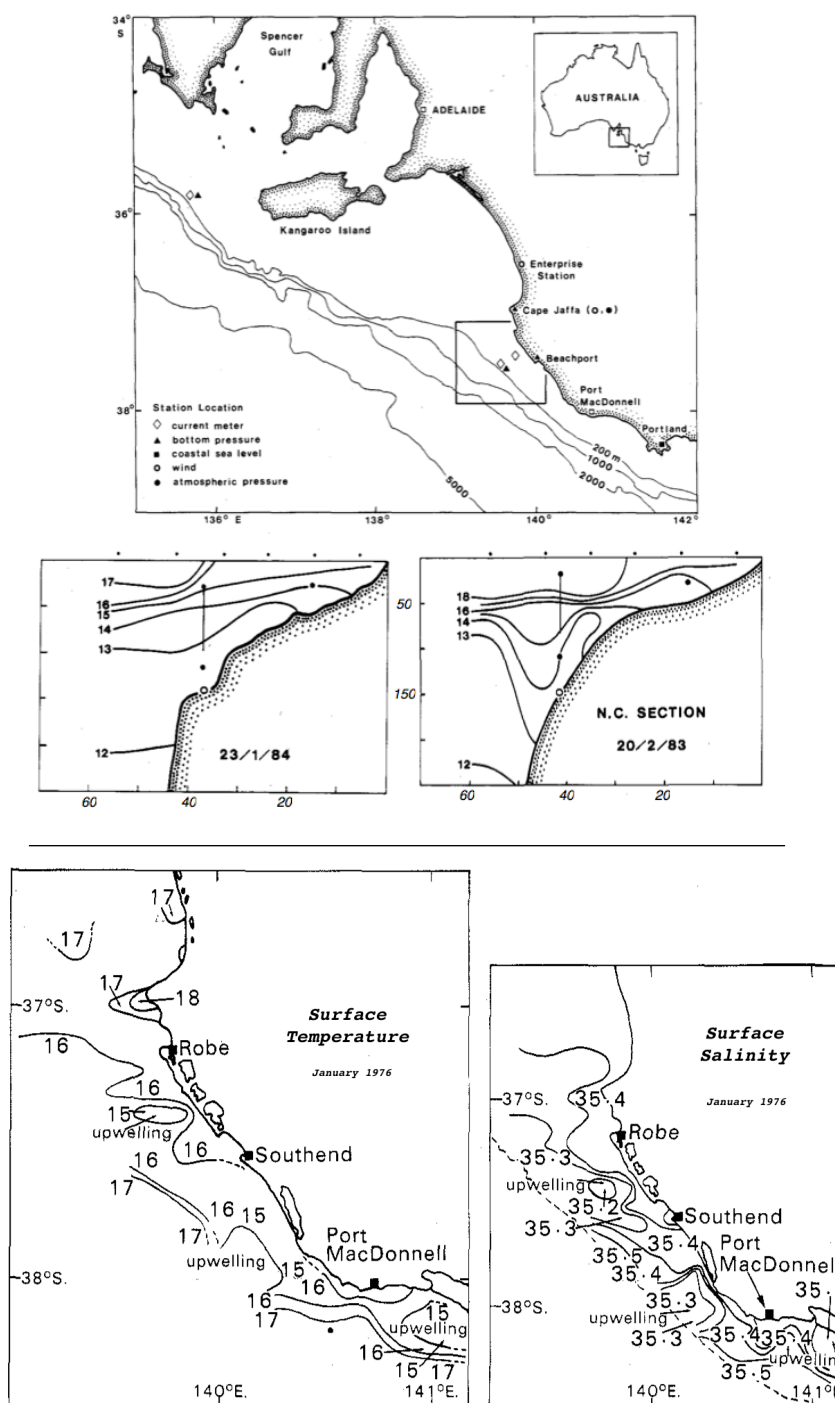 34°
S
Spencer
Gulf
ADELAIDE
AUSTRALIA
36°
Kangaroo Island
Enterprise
Station
Cape Jaffa (o,●)
Beachport
Port
MacDonnell
Portland
38°
Station Location
◇ current meter
▲ bottom pressure
■ coastal sea level
o wind
● atmospheric pressure
200m
1000
2000
5000
136° E
138°
140°
142°
17
16
15
14
13
12
23/1/84
60
40
20
50
150
18
16
14
13
12
N.C. SECTION
20/2/83
60
40
20
17
17
17
18
37°S.
16
Robe
Surface
Temperature
January 1976
16
16
15
upwelling
16
16
Southend
17
16
15
17
upwelling
Port
MacDonnell
38°S.
15
16
16
17
15
upwelling
16
15
17
140°E.
141°E.
Surface
Salinity
January 1976
37°S.
35·4
Robe
35·3
upwelling
35·2
35·3
Southend
35·4
35·5
35·4
Port
MacDonnell
35·3
upwelling
35·3
38°S.
35·4
35·4
35·
upwellin
35·5
140°E.
141°